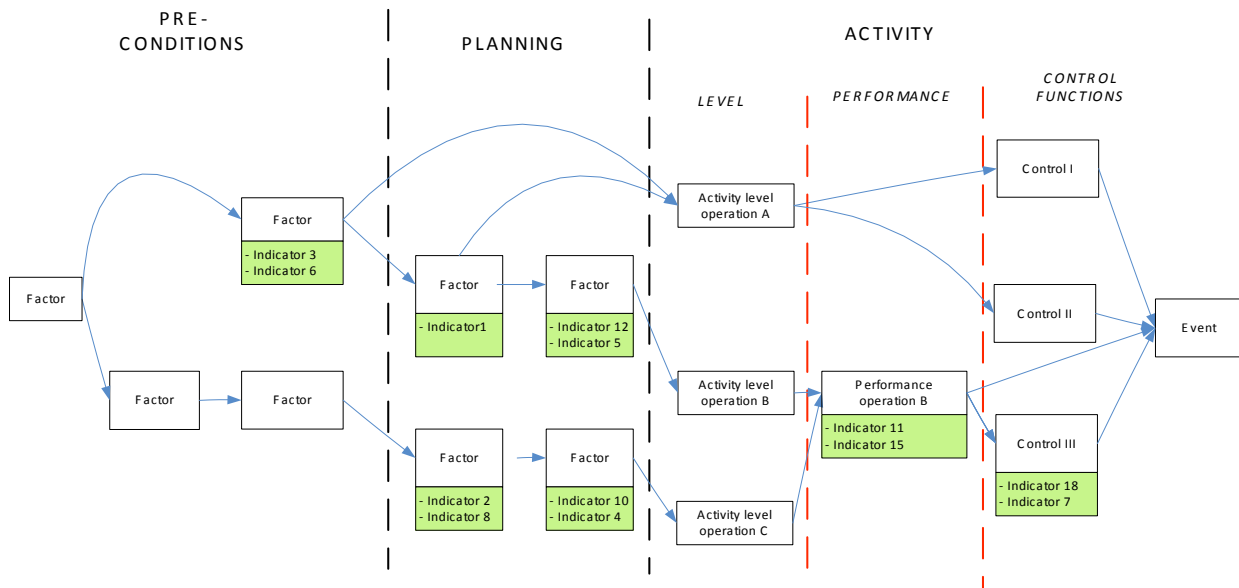 PRE-
CONDITIONS
PLANNING
ACTIVITY
LEVEL
PERFORMANCE
CONTROL
FUNCTIONS
Factor
Factor
- Indicator 3
- Indicator 6
Factor
Factor
Factor
- Indicator1
Factor
- Indicator 12
- Indicator 5
Factor
- Indicator 2
- Indicator 8
Factor
- Indicator 10
- Indicator 4
Activity level
operation A
Activity level
operation B
Activity level
operation C
Performance
operation B
- Indicator 11
- Indicator 15
Control I
Control II
Control III
- Indicator 18
- Indicator 7
Event